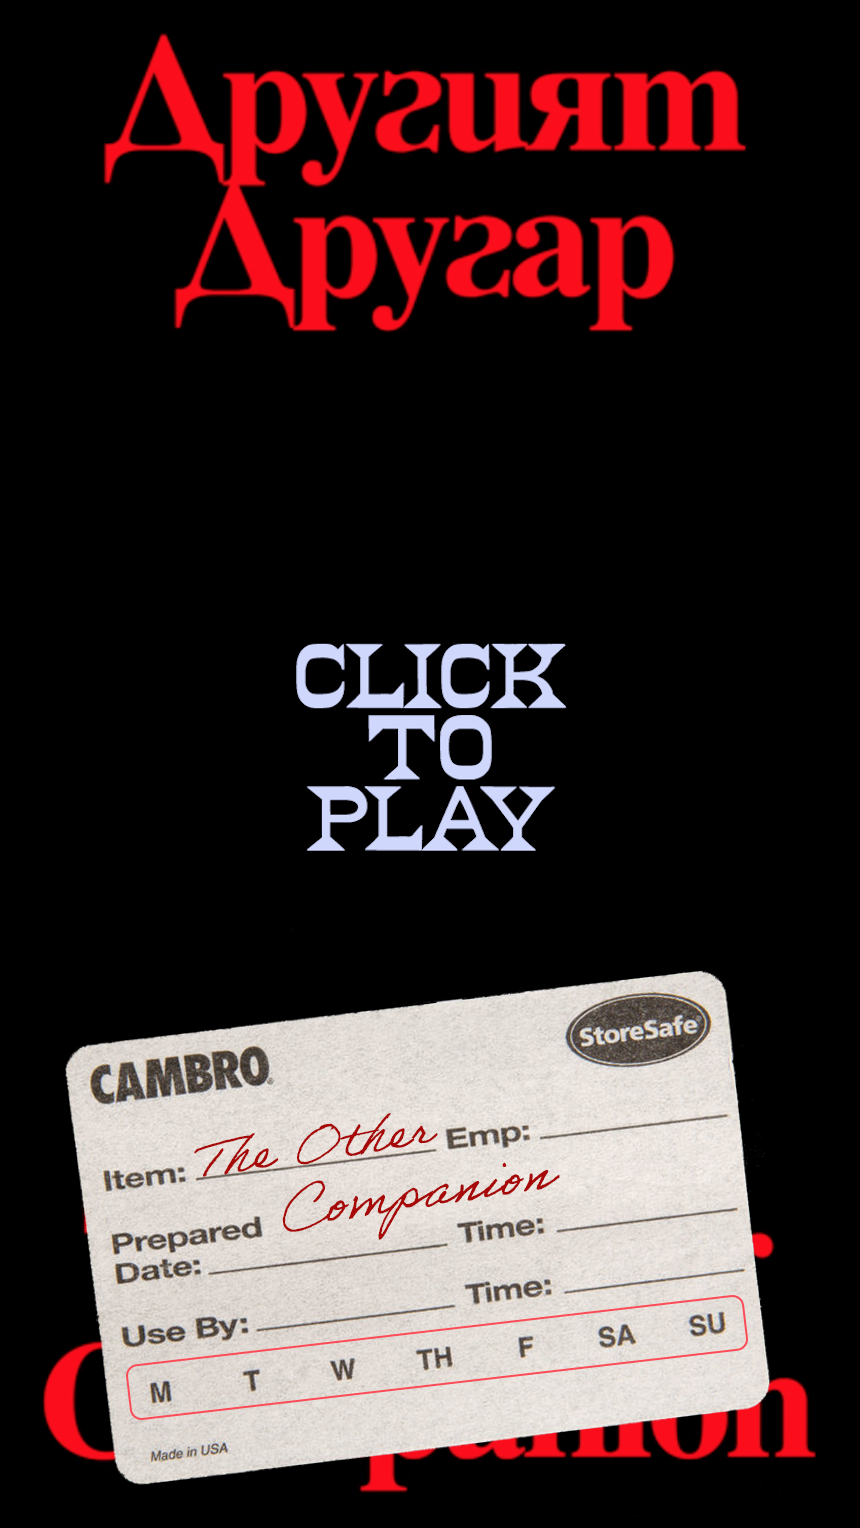 Другият
Другар
CLICK
TO
PLAY
CAMBRO
StoreSafe
Item: The Other Emp:
Companion
Prepared
Date:
Time:
Use By:
Time:
M T W TH F SA SU
Made in USA